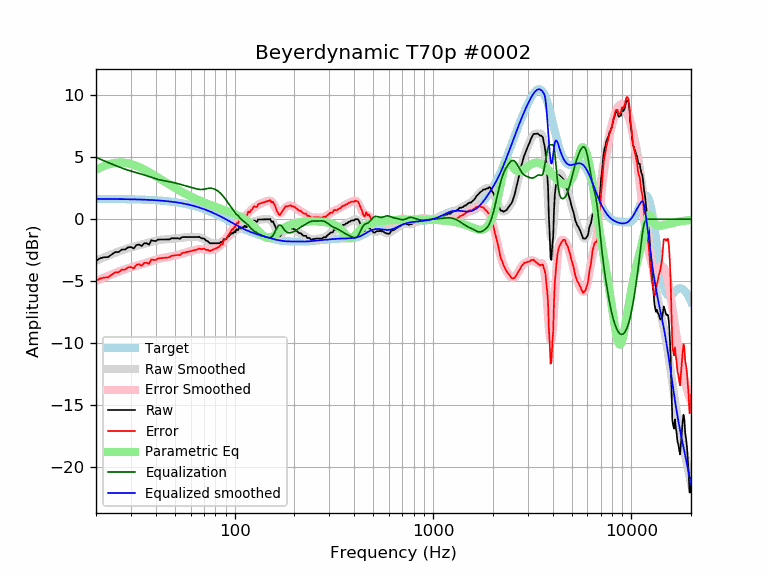 Beyerdynamic T70p #0002
10
5
0
−5
−10
−15
−20
Amplitude (dBr)
Target
Raw Smoothed
Error Smoothed
Raw
Error
Parametric Eq
Equalization
Equalized smoothed
100
1000
10000
Frequency (Hz)